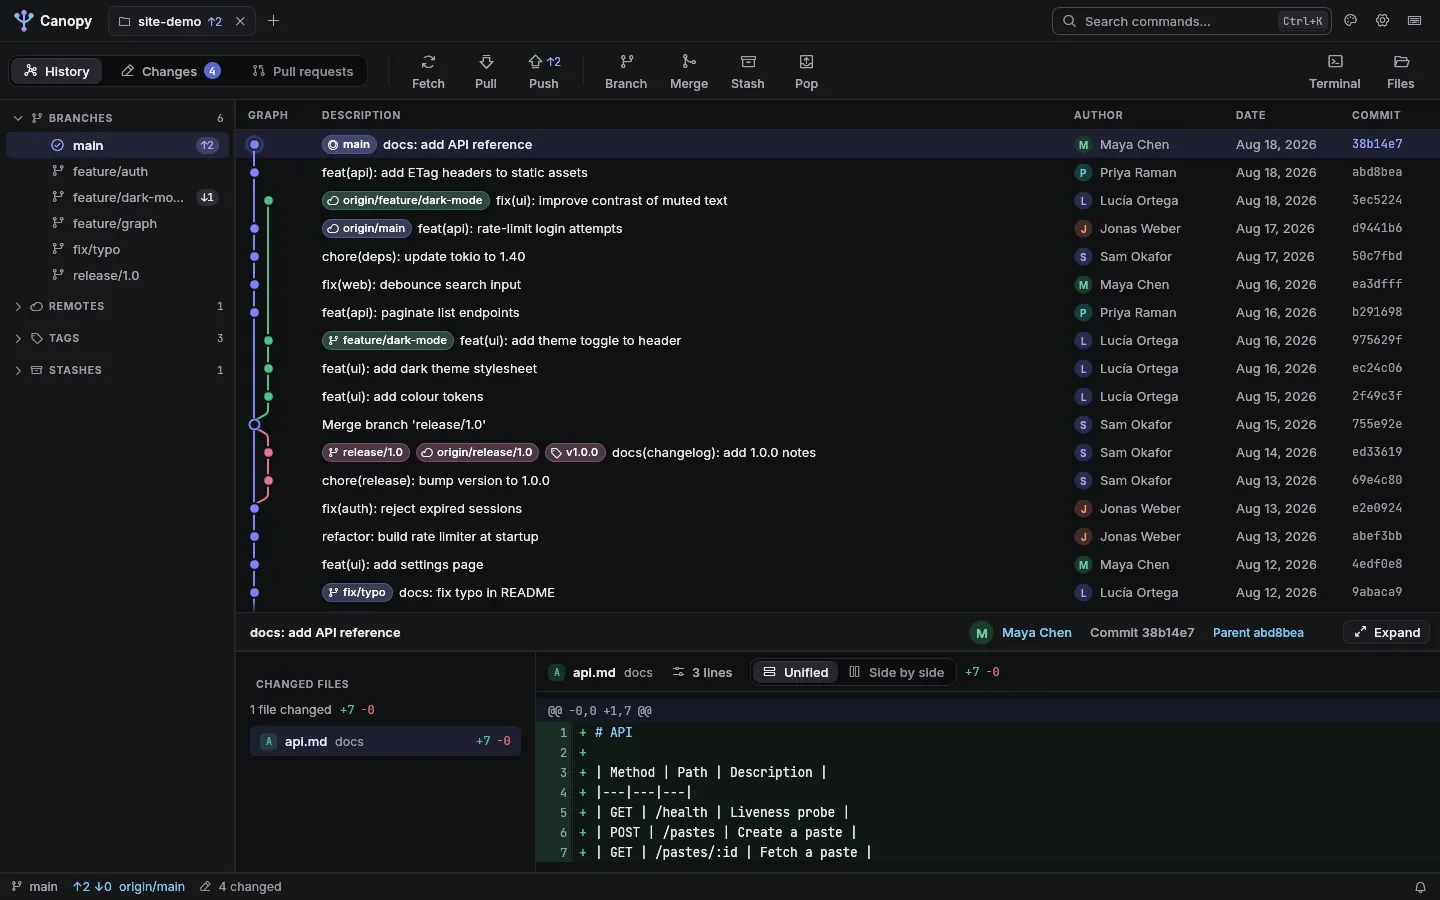 Canopy
site-demo ↑2
Search commands... Ctrl+K
History
Changes 4
Pull requests
Fetch
Pull
↑2
Push
Branch
Merge
Stash
Pop
Terminal
Files
BRANCHES 6
main ↑2
feature/auth
feature/dark-mo... ↓1
feature/graph
fix/typo
release/1.0
REMOTES 1
TAGS 3
STASHES 1
GRAPH DESCRIPTION AUTHOR DATE COMMIT
main docs: add API reference M Maya Chen Aug 18, 2026 38b14e7
feat(api): add ETag headers to static assets P Priya Raman Aug 18, 2026 abd8bea
origin/feature/dark-mode fix(ui): improve contrast of muted text L Lucía Ortega Aug 18, 2026 3ec5224
origin/main feat(api): rate-limit login attempts J Jonas Weber Aug 17, 2026 d9441b6
chore(deps): update tokio to 1.40 S Sam Okafor Aug 17, 2026 50c7fbd
fix(web): debounce search input M Maya Chen Aug 16, 2026 ea3dfff
feat(api): paginate list endpoints P Priya Raman Aug 16, 2026 b291698
feature/dark-mode feat(ui): add theme toggle to header L Lucía Ortega Aug 16, 2026 975629f
feat(ui): add dark theme stylesheet L Lucía Ortega Aug 16, 2026 ec24c06
feat(ui): add colour tokens L Lucía Ortega Aug 15, 2026 2f49c3f
Merge branch 'release/1.0' S Sam Okafor Aug 15, 2026 755e92e
release/1.0 origin/release/1.0 v1.0.0 docs(changelog): add 1.0.0 notes S Sam Okafor Aug 14, 2026 ed33619
chore(release): bump version to 1.0.0 S Sam Okafor Aug 13, 2026 69e4c80
fix(auth): reject expired sessions J Jonas Weber Aug 13, 2026 e2e0924
refactor: build rate limiter at startup J Jonas Weber Aug 13, 2026 abef3bb
feat(ui): add settings page M Maya Chen Aug 12, 2026 4edf0e8
fix/typo docs: fix typo in README L Lucía Ortega Aug 12, 2026 9abaca9
docs: add API reference M Maya Chen Commit 38b14e7 Parent abd8bea Expand
CHANGED FILES
1 file changed +7 -0
A api.md docs +7 -0
A api.md docs 3 lines Unified Side by side +7 -0
@@ -0,0 +1,7 @@
1 + # API
2 +
3 + | Method | Path | Description |
4 + |---|---|---|
5 + | GET | /health | Liveness probe |
6 + | POST | /pastes | Create a paste |
7 + | GET | /pastes/:id | Fetch a paste |
main ↑2 ↓0 origin/main 4 changed